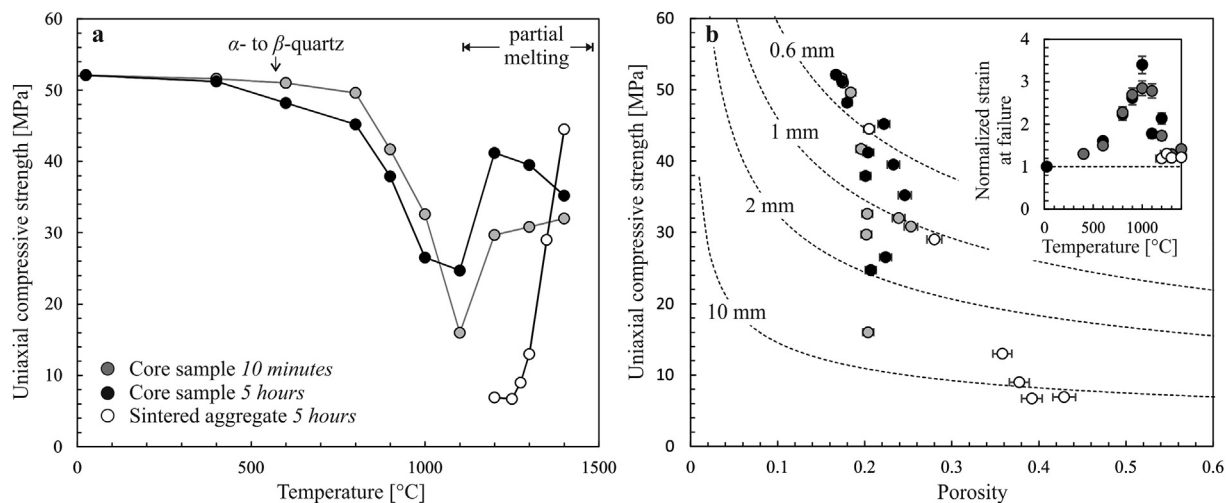 a
α- to β-quartz
partial
melting
Uniaxial compressive strength [MPa]
60
50
40
30
20
10
0
Core sample 10 minutes
Core sample 5 hours
Sintered aggregate 5 hours
0
500
1000
1500
Temperature [°C]
b
0.6 mm
1 mm
2 mm
10 mm
Uniaxial compressive strength [MPa]
60
50
40
30
20
10
0
0
0.1
0.2
0.3
0.4
0.5
0.6
Porosity
Normalized strain
at failure
4
3
2
1
0
0
500
1000
Temperature [°C]